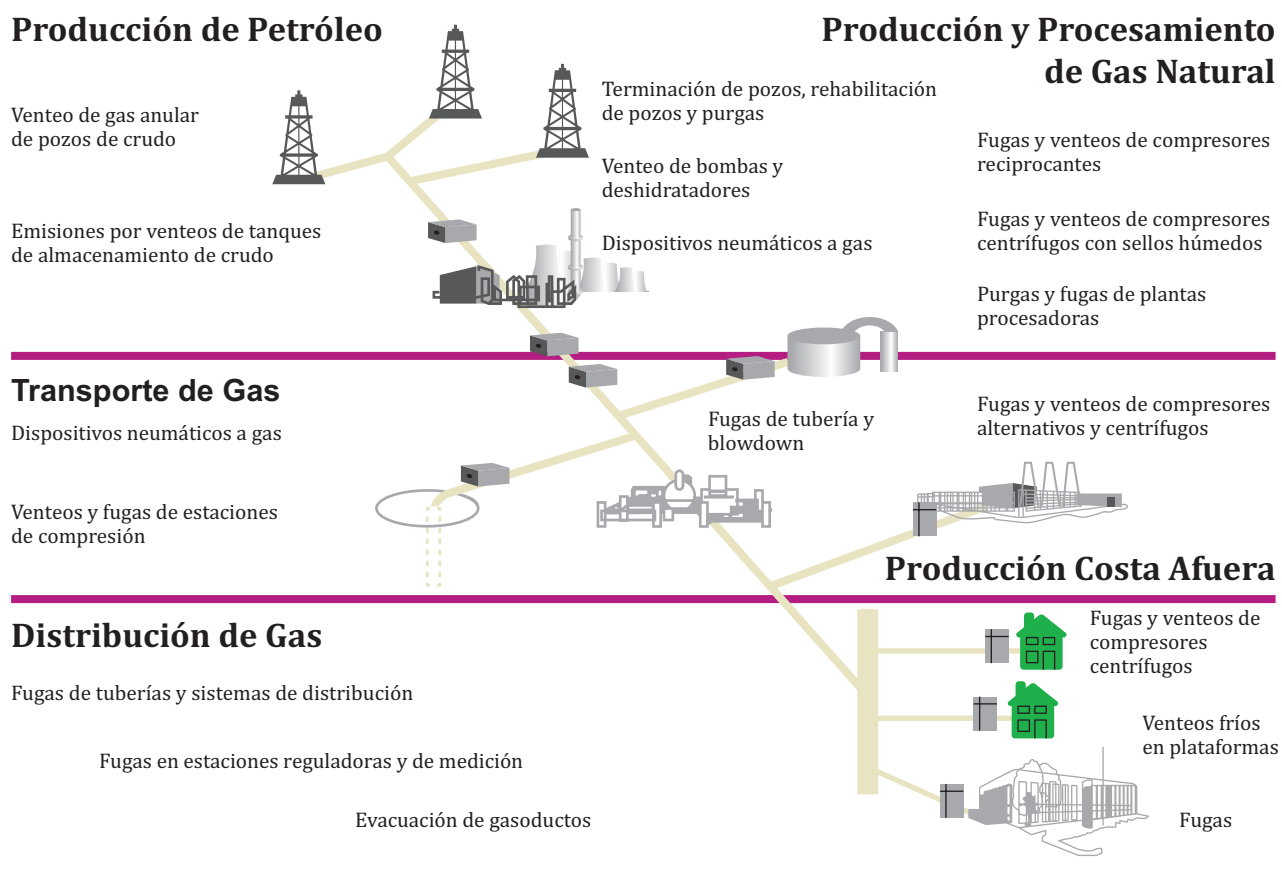 Producción de Petróleo
Venteo de gas anular
de pozos de crudo
Emisiones por venteos de tanques
de almacenamiento de crudo
Producción y Procesamiento
de Gas Natural
Terminación de pozos, rehabilitación
de pozos y purgas
Venteo de bombas y
deshidratadores
Dispositivos neumáticos a gas
Fugas y venteos de compresores
reciprocantes
Fugas y venteos de compresores
centrífugos con sellos húmedos
Purgas y fugas de plantas
procesadoras
Transporte de Gas
Dispositivos neumáticos a gas
Venteos y fugas de estaciones
de compresión
Fugas de tubería y
blowdown
Fugas y venteos de compresores
alternativos y centrífugos
Distribución de Gas
Fugas de tuberías y sistemas de distribución
Fugas en estaciones reguladoras y de medición
Evacuación de gasoductos
Producción Costa Afuera
Fugas y venteos de
compresores
centrífugos
Venteos fríos
en plataformas
Fugas